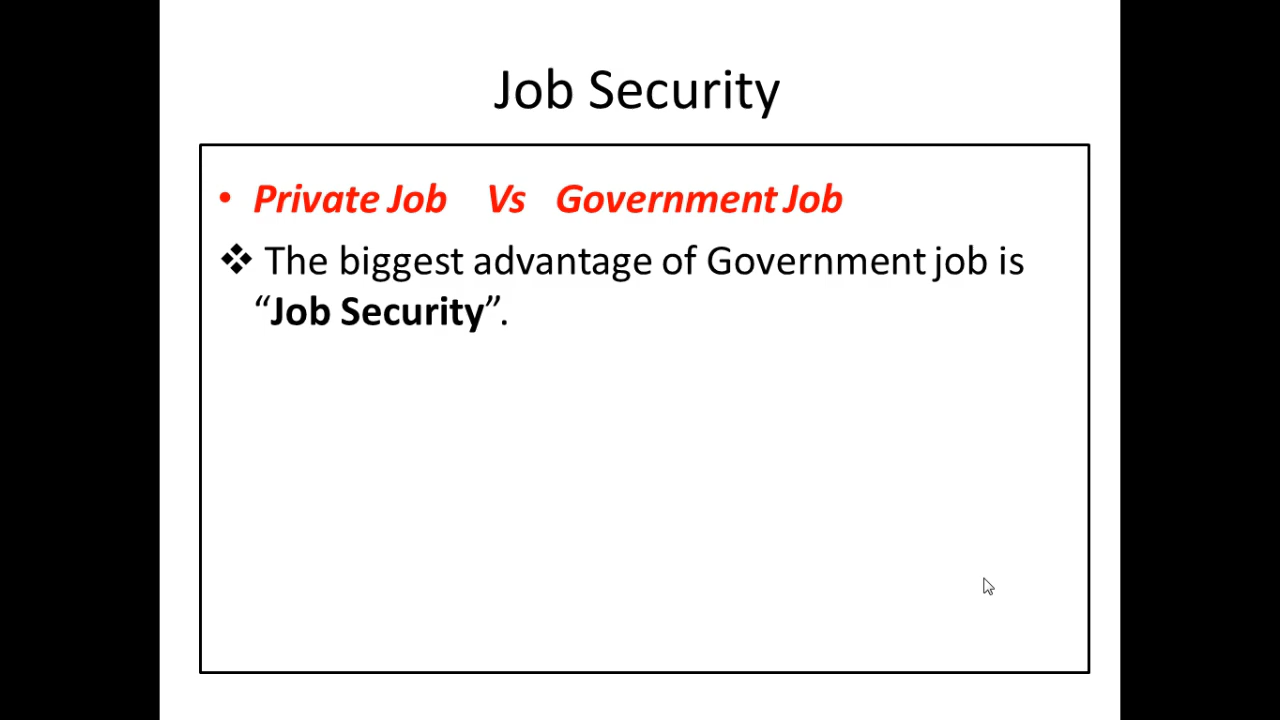 Job Security
• Private Job Vs Government Job
❖ The biggest advantage of Government job is
“Job Security”.